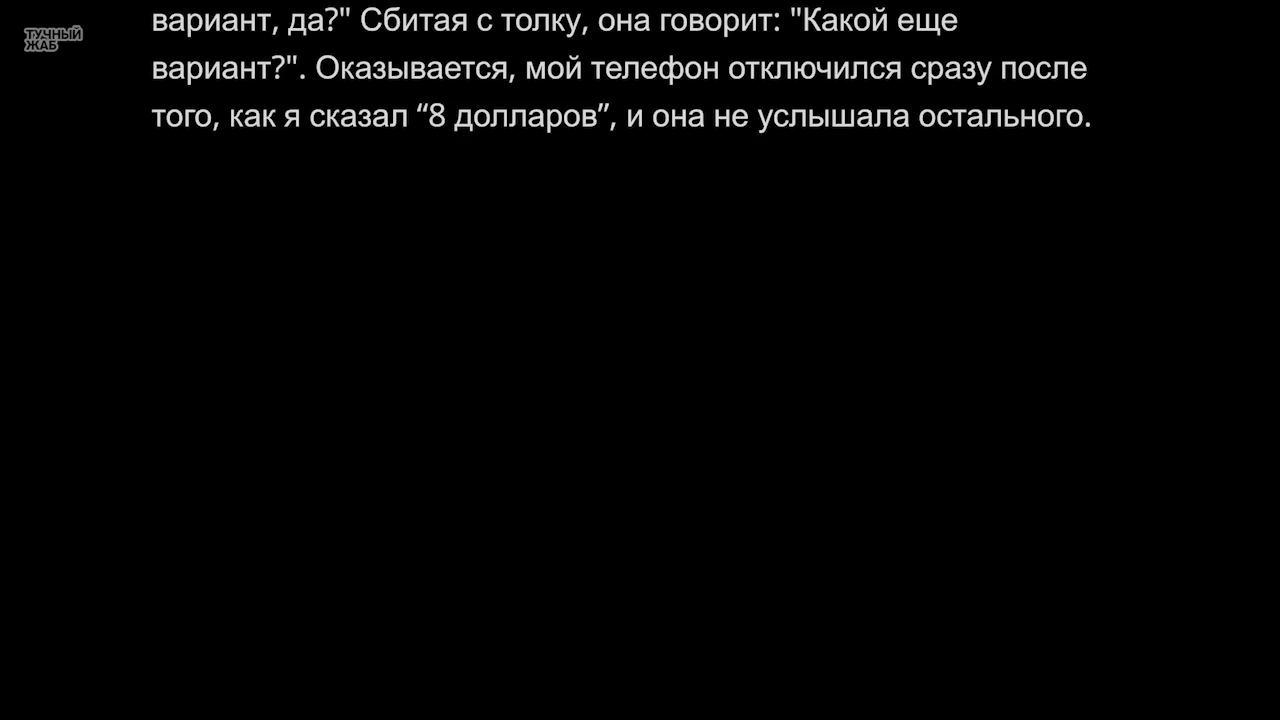 ТУЧНЫЙ
ЖАБ
вариант, да?" Сбитая с толку, она говорит: "Какой еще
вариант?". Оказывается, мой телефон отключился сразу после
того, как я сказал “8 долларов”, и она не услышала остального.